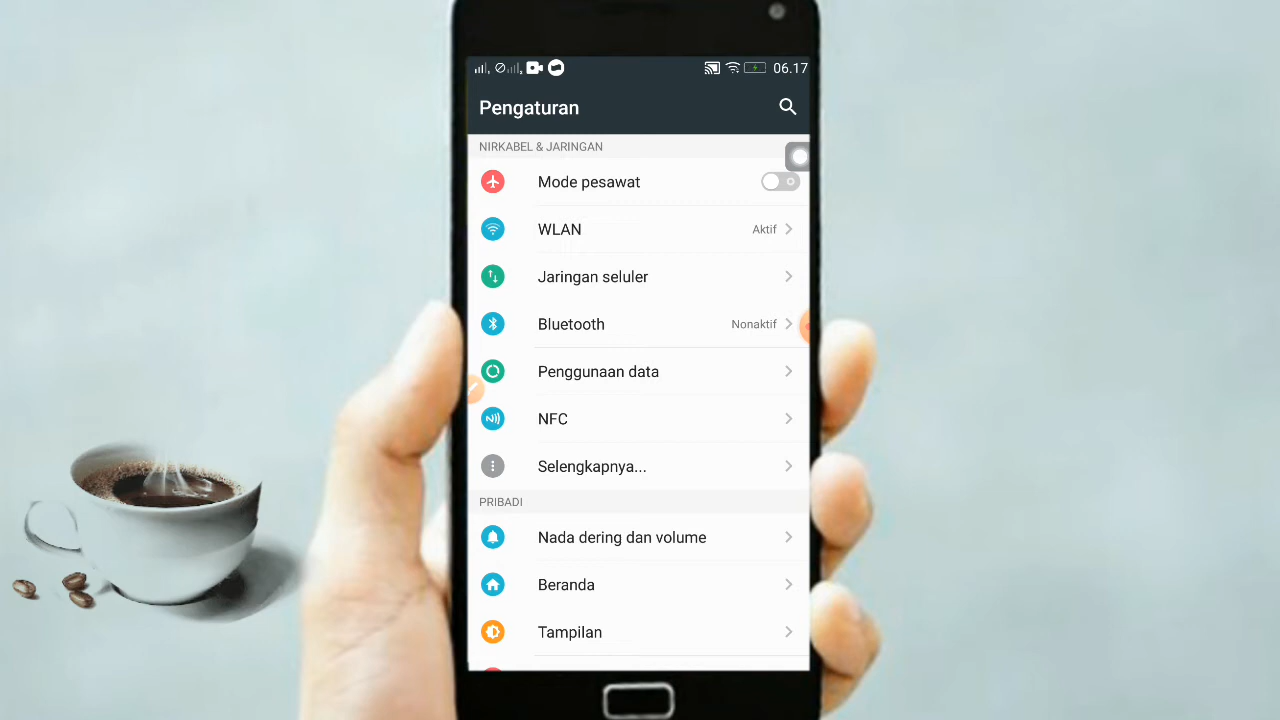 06.17
Pengaturan
NIRKABEL & JARINGAN
Mode pesawat
WLAN Aktif
Jaringan seluler
Bluetooth Nonaktif
Penggunaan data
NFC
Selengkapnya...
PRIBADI
Nada dering dan volume
Beranda
Tampilan